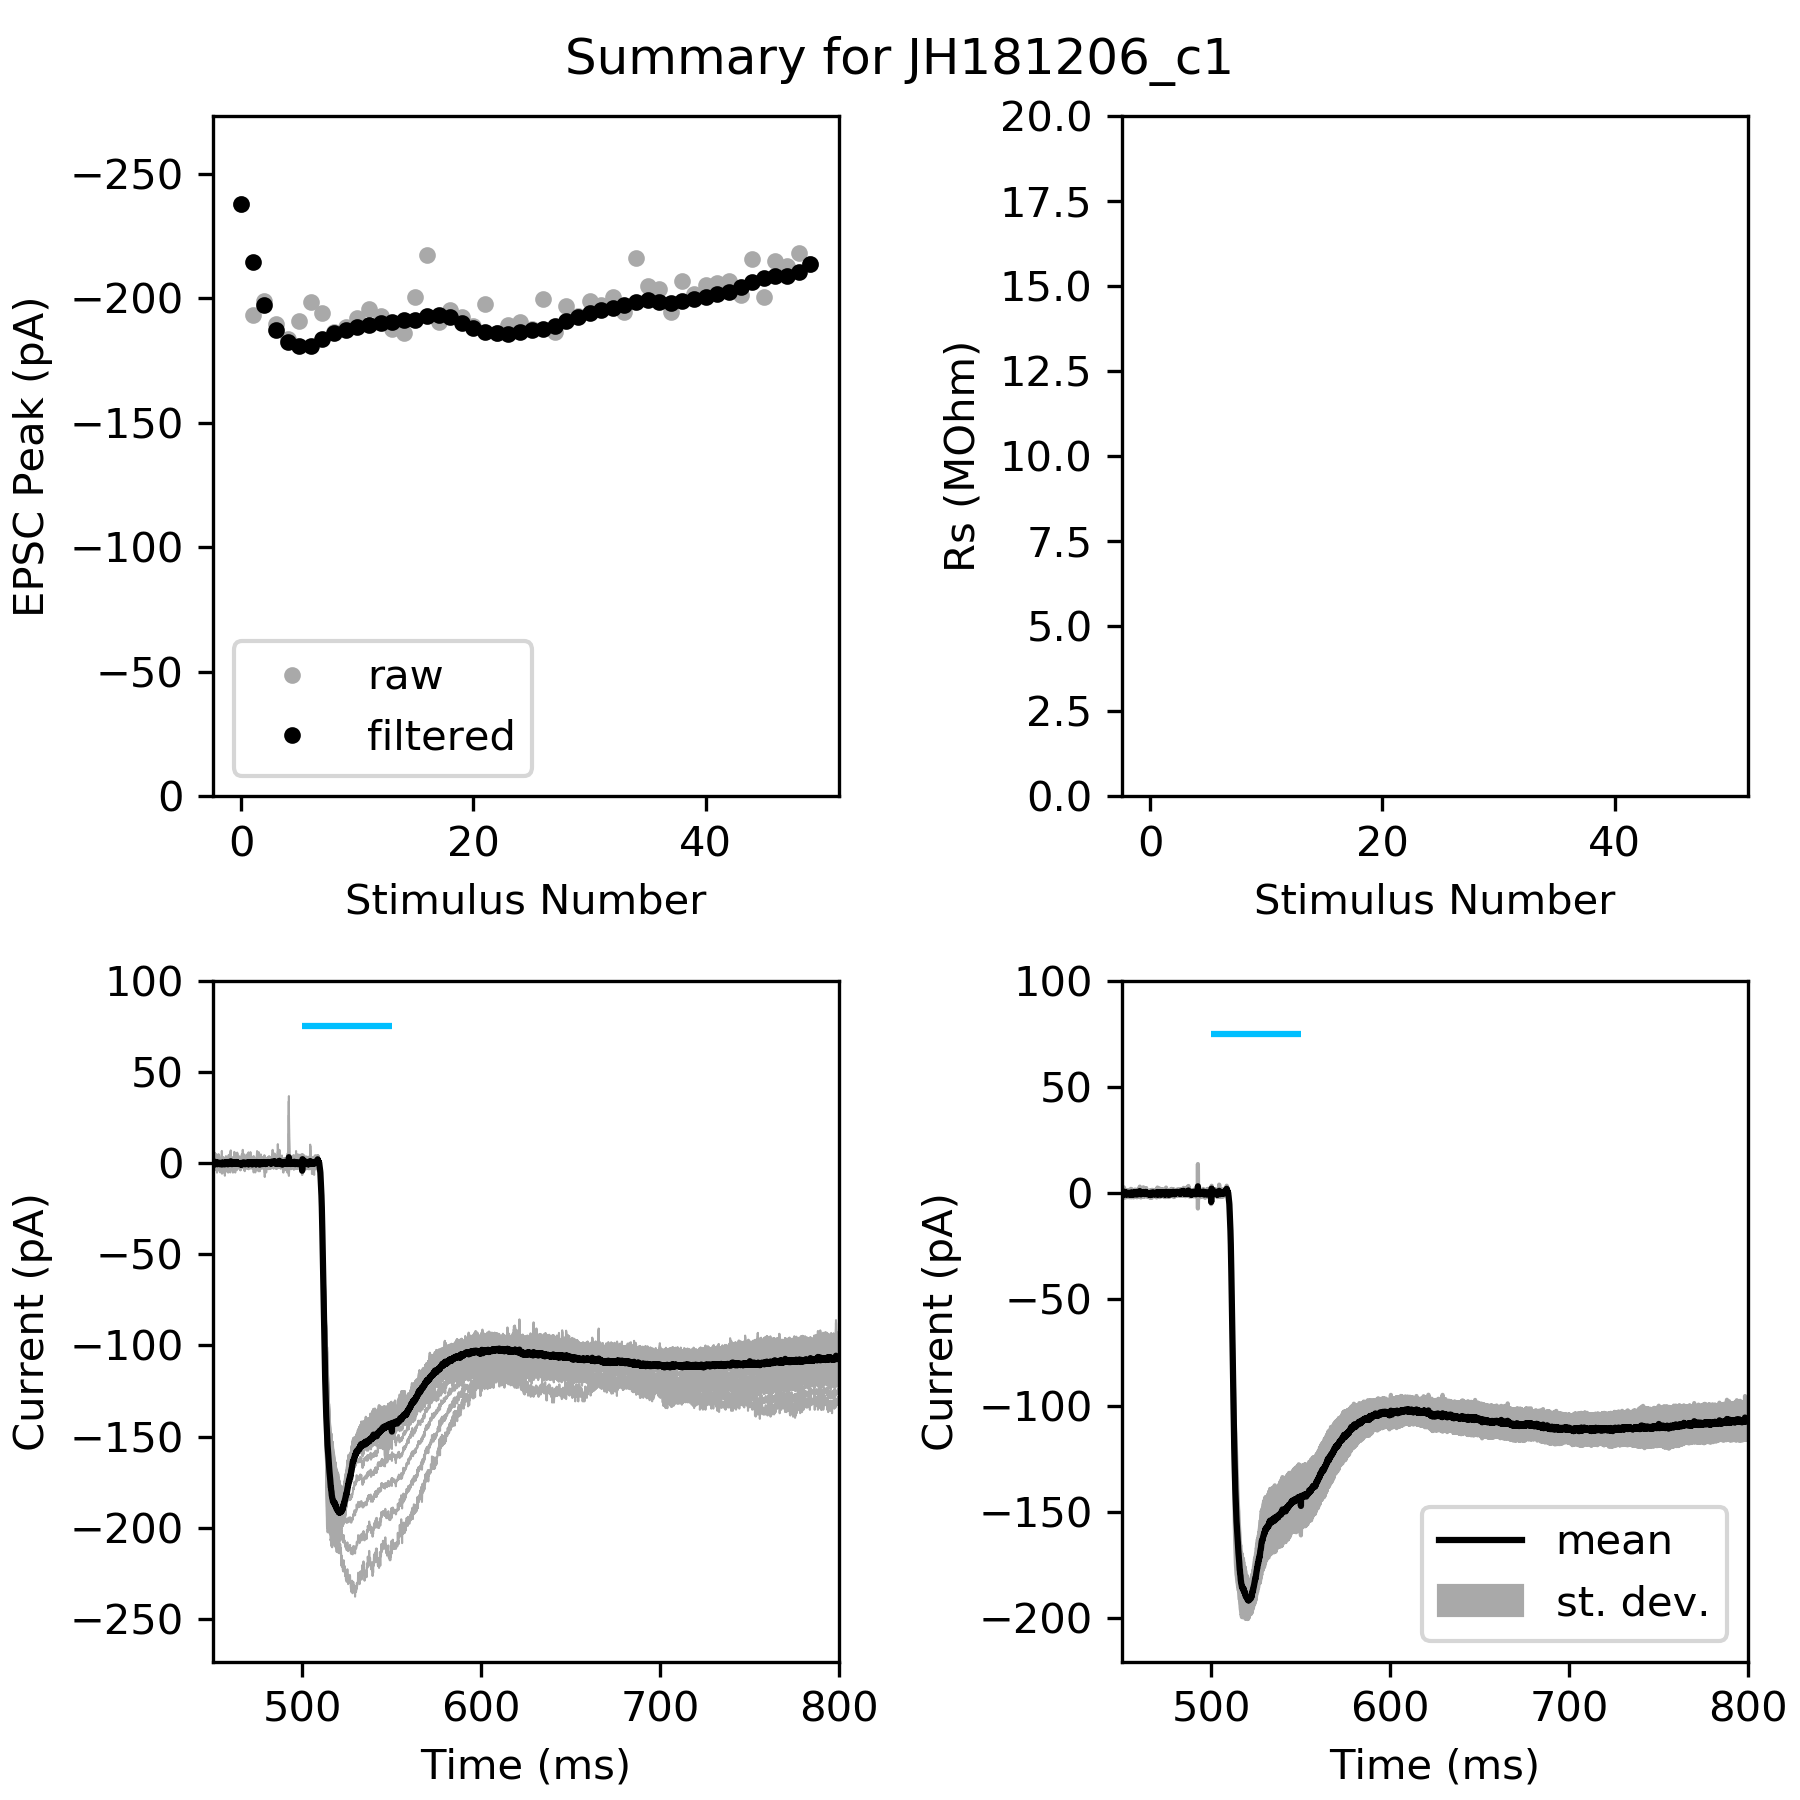 Summary for JH181206_c1
EPSC Peak (pA)
−250
−200
−150
−100
−50
0
raw
filtered
0 20 40
Stimulus Number
Rs (MOhm)
20.0
17.5
15.0
12.5
10.0
7.5
5.0
2.5
0.0
0 20 40
Stimulus Number
Current (pA)
100
50
0
−50
−100
−150
−200
−250
500 600 700 800
Time (ms)
Current (pA)
100
50
0
−50
−100
−150
−200
mean
st. dev.
500 600 700 800
Time (ms)